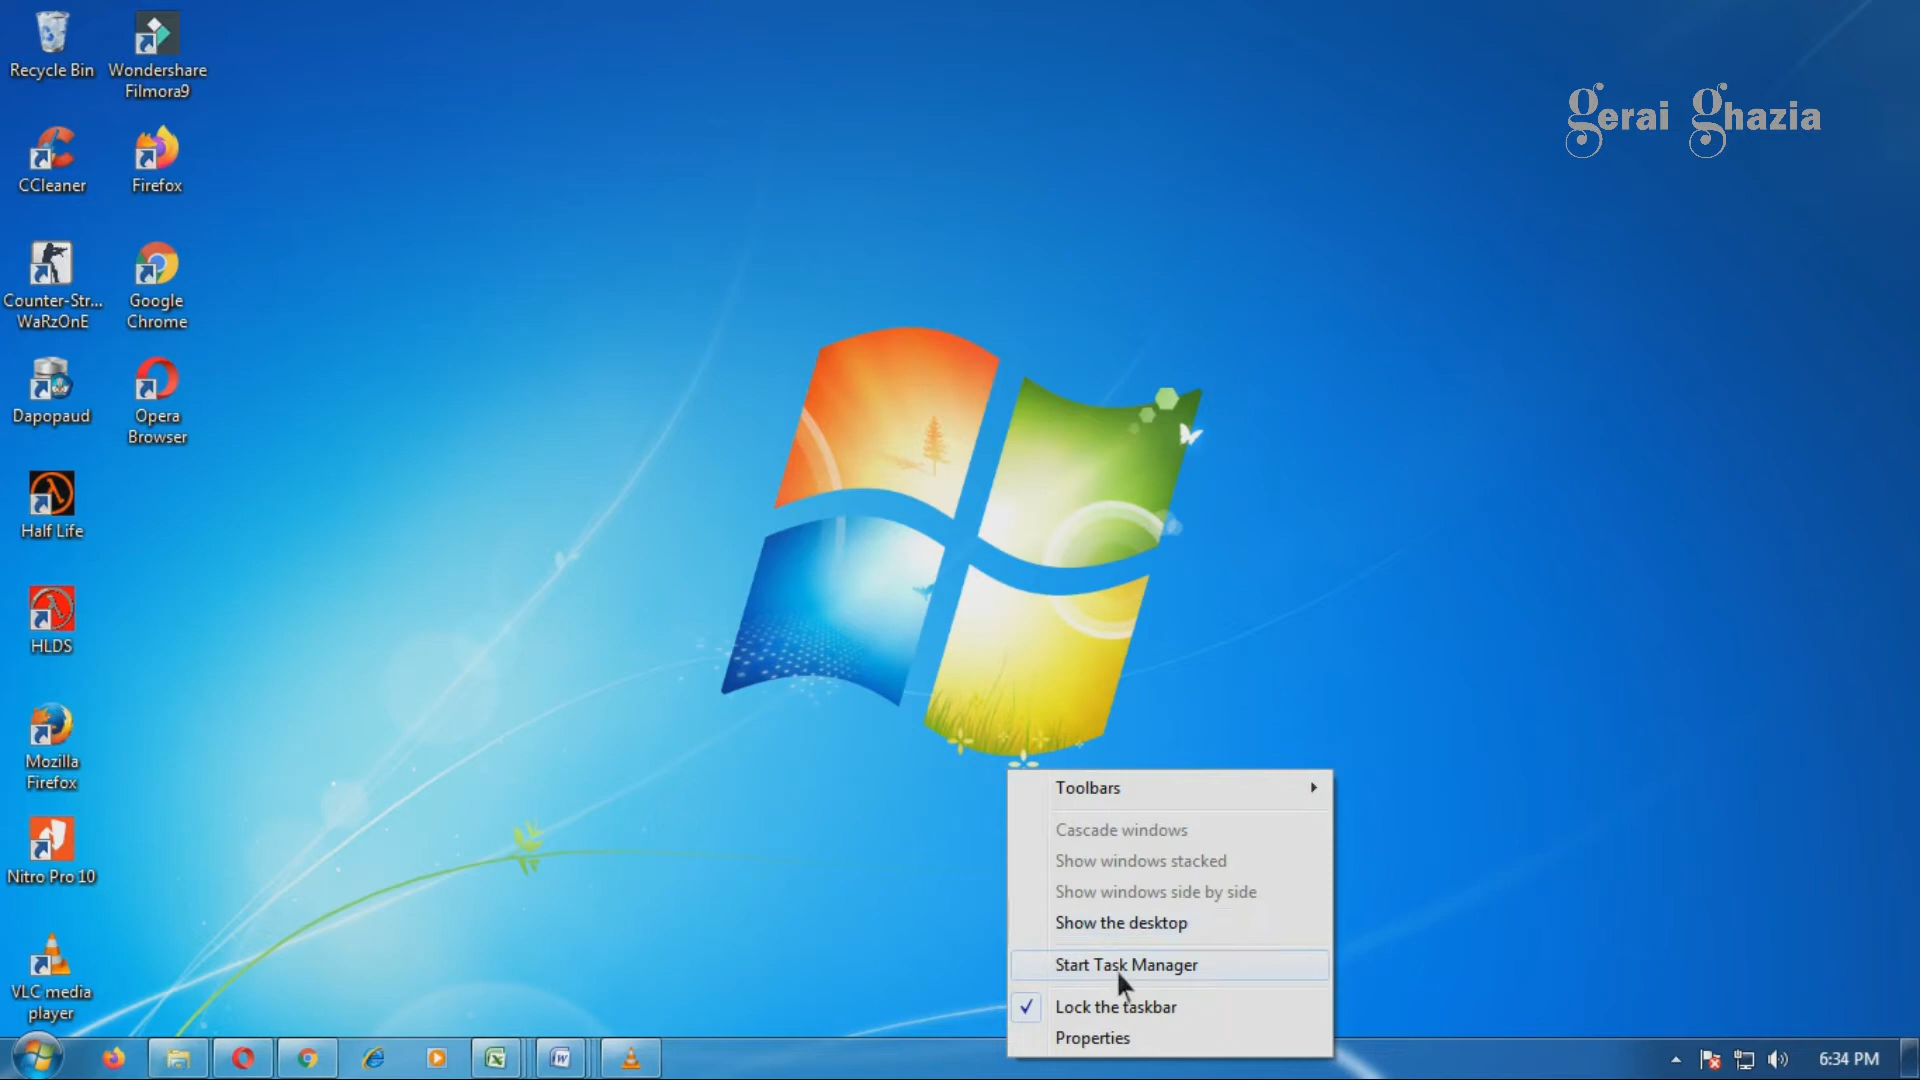 Recycle Bin
Wondershare
Filmora9
CCleaner
Firefox
Counter-Str...
WaRzOnE
Google
Chrome
Dapopaud
Opera
Browser
Half Life
HLDS
Mozilla
Firefox
Nitro Pro 10
VLC media
player
gerai ghazia
Toolbars
Cascade windows
Show windows stacked
Show windows side by side
Show the desktop
Start Task Manager
Lock the taskbar
Properties
6:34 PM